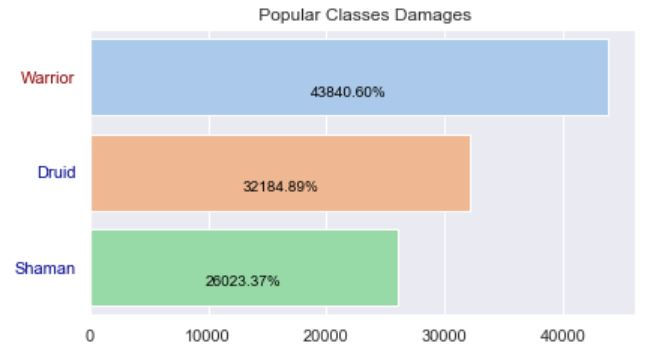 Popular Classes Damages
Warrior
43840.60%
Druid
32184.89%
Shaman
26023.37%
0 10000 20000 30000 40000